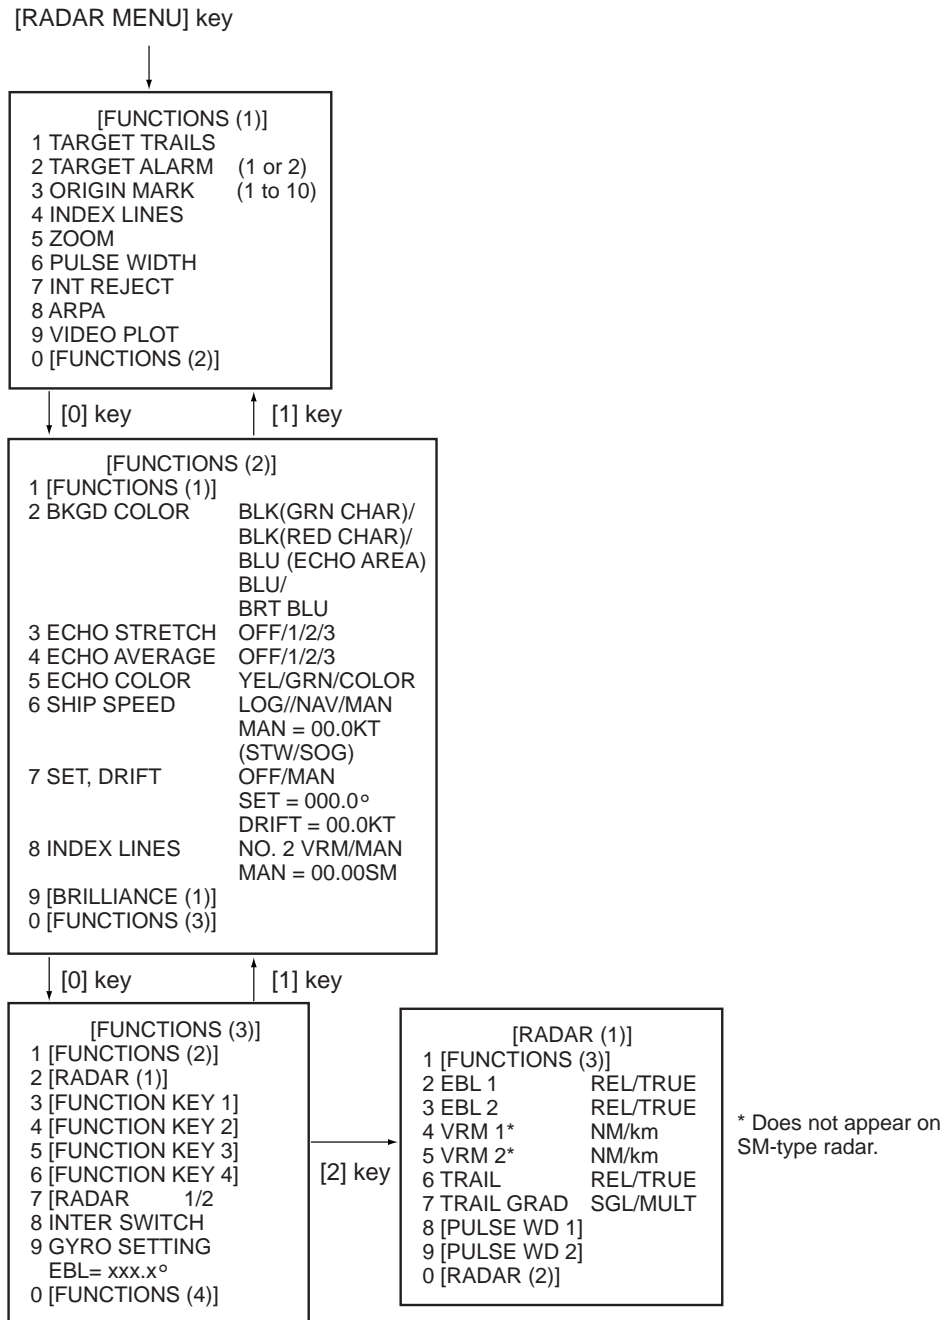 [RADAR MENU] key
[FUNCTIONS (1)]
1 TARGET TRAILS
2 TARGET ALARM (1 or 2)
3 ORIGIN MARK (1 to 10)
4 INDEX LINES
5 ZOOM
6 PULSE WIDTH
7 INT REJECT
8 ARPA
9 VIDEO PLOT
0 [FUNCTIONS (2)]
[0] key [1] key
[FUNCTIONS (2)]
1 [FUNCTIONS (1)]
2 BKGD COLOR BLK(GRN CHAR)/
BLK(RED CHAR)/
BLU (ECHO AREA)
BLU/
BRT BLU
3 ECHO STRETCH OFF/1/2/3
4 ECHO AVERAGE OFF/1/2/3
5 ECHO COLOR YEL/GRN/COLOR
6 SHIP SPEED LOG//NAV/MAN
MAN = 00.0KT
(STW/SOG)
7 SET, DRIFT OFF/MAN
SET = 000.0°
DRIFT = 00.0KT
8 INDEX LINES NO. 2 VRM/MAN
MAN = 00.00SM
9 [BRILLIANCE (1)]
0 [FUNCTIONS (3)]
[0] key [1] key
[FUNCTIONS (3)]
1 [FUNCTIONS (2)]
2 [RADAR (1)]
3 [FUNCTION KEY 1]
4 [FUNCTION KEY 2]
5 [FUNCTION KEY 3]
6 [FUNCTION KEY 4]
7 [RADAR 1/2
8 INTER SWITCH
9 GYRO SETTING
EBL= xxx.x°
0 [FUNCTIONS (4)]
[2] key
[RADAR (1)]
1 [FUNCTIONS (3)]
2 EBL 1 REL/TRUE
3 EBL 2 REL/TRUE
4 VRM 1* NM/km
5 VRM 2* NM/km
6 TRAIL REL/TRUE
7 TRAIL GRAD SGL/MULT
8 [PULSE WD 1]
9 [PULSE WD 2]
0 [RADAR (2)]
* Does not appear on
SM-type radar.